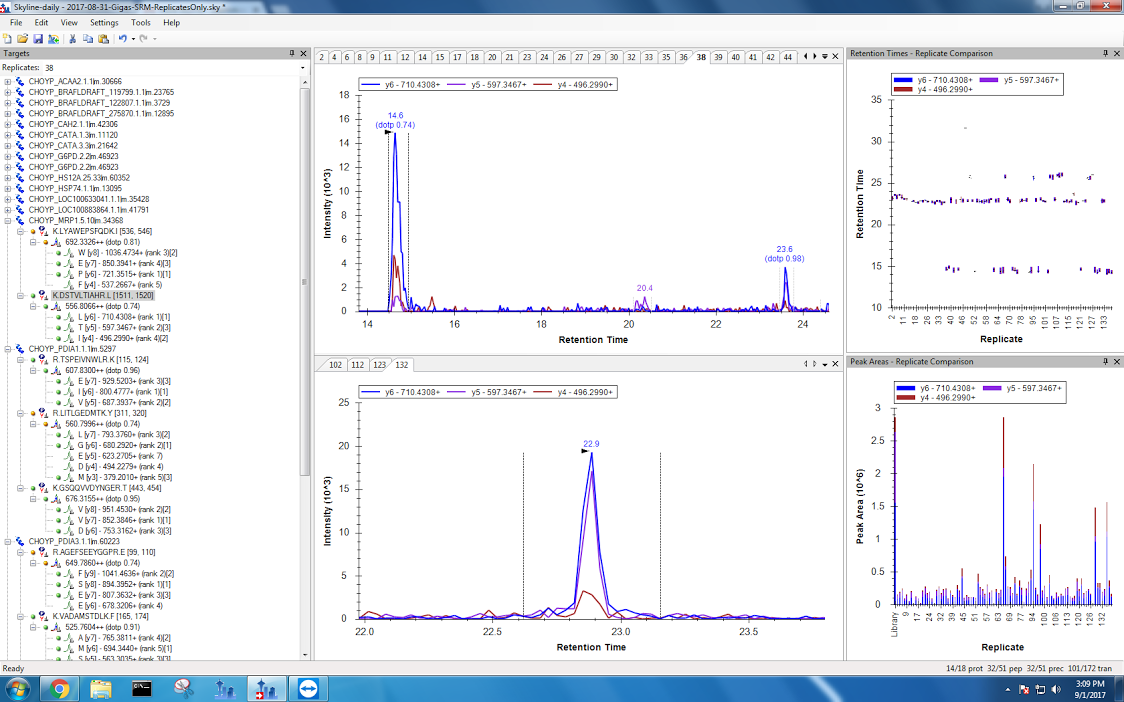 Skyline-daily - 2017-08-31-Gigas-SRM-ReplicatesOnly.sky *
File Edit View Settings Tools Help
Targets
Replicates: 38
CHOYP_ACAA2.1.1|m.30666
CHOYP_BRAFLDRAFT_119799.1.1|m.23765
CHOYP_BRAFLDRAFT_122807.1.1|m.3729
CHOYP_BRAFLDRAFT_275870.1.1|m.12895
CHOYP_CAH2.1.1|m.42306
CHOYP_CATA.1.3|m.11120
CHOYP_CATA.3.3|m.21642
CHOYP_G6PD.2.2|m.46923
CHOYP_G6PD.2.2|m.46923
CHOYP_HS12A.25.33|m.60352
CHOYP_HSP74.1.1|m.13095
CHOYP_LOC100633041.1.1|m.35428
CHOYP_LOC100883864.1.1|m.41791
CHOYP_MRP1.5.10|m.34368
K.LYAWEPSFQDK.I [536, 546]
692.3326++ (dotp 0.81)
W [y8] - 1036.4734+ (rank 3)[2]
E [y7] - 850.3941+ (rank 4)[3]
P [y6] - 721.3515+ (rank 1)[1]
F [y4] - 537.2667+ (rank 5)
K.DSTVLTIAHR.L [1511, 1520]
556.8066++ (dotp 0.74)
L [y6] - 710.4308+ (rank 1)[1]
T [y5] - 597.3467+ (rank 2)[3]
I [y4] - 496.2990+ (rank 4)[2]
CHOYP_PDIA1.1.1|m.5297
R.TSPEIVNWLR.K [115, 124]
607.8300++ (dotp 0.96)
E [y7] - 929.5203+ (rank 3)[3]
I [y6] - 800.4777+ (rank 1)[1]
V [y5] - 687.3937+ (rank 2)[2]
R.LITLGEDMTK.Y [311, 320]
560.7996++ (dotp 0.64)
L [y7] - 793.3760+ (rank 3)[2]
G [y6] - 680.2920+ (rank 2)[1]
E [y5] - 623.2705+ (rank 7)
D [y4] - 494.2279+ (rank 4)
M [y3] - 379.2010+ (rank 5)[3]
K.GSQQVVDYNGER.T [443, 454]
676.3155++ (dotp 0.95)
V [y8] - 951.4530+ (rank 2)[2]
V [y7] - 852.3846+ (rank 1)[1]
D [y6] - 753.3162+ (rank 3)[3]
CHOYP_PDIA3.1.1|m.60223
R.AGEFSEEYGGPR.E [99, 110]
649.7860++ (dotp 0.74)
F [y9] - 1041.4636+ (rank 2)[2]
S [y8] - 894.3952+ (rank 1)[1]
E [y7] - 807.3632+ (rank 3)[3]
E [y6] - 678.3206+ (rank 4)
K.VADAMSTDLK.F [165, 174]
525.7604++ (dotp 0.91)
A [y7] - 765.3811+ (rank 4)[2]
M [y6] - 694.3440+ (rank 5)[1]
S [y5] - 563.3035+ (rank 3)[3]
2 4 6 8 9 11 12 14 15 16 18 20 21 23 26 30 32 33 35 36 38 39 40 41 42 43 44
y6 - 710.4308+ y5 - 597.3467+ y4 - 496.2990+
18
16
14
12
10
8
6
4
2
0
Intensity (10^3)
14.6
(dotp 0.74)
20.4
23.6
(dotp 0.98)
14 16 18 20 22 24
Retention Time
102 112 123 132
y6 - 710.4308+ y5 - 597.3467+ y4 - 496.2990+
25
20
15
10
5
0
Intensity (10^3)
22.9
22.0 22.5 23.0 23.5
Retention Time
Retention Times - Replicate Comparison
y6 - 710.4308+ y5 - 597.3467+
y4 - 496.2990+
35
30
25
20
15
10
Retention Time
2 11 18 26 33 40 46 52 58 64 70 78 95 101 107 115 121 127 133
Replicate
Peak Areas - Replicate Comparison
y6 - 710.4308+ y5 - 597.3467+
y4 - 496.2990+
3
2.5
2
1.5
1
0.5
0
Peak Area (10^6)
Library 9 17 24 32 39 45 51 57 63 69 77 94 100 106 113 120 126 132
Replicate
Ready
14/18 prot 32/51 pep 32/51 prec 101/172 tran
3:09 PM
9/1/2017